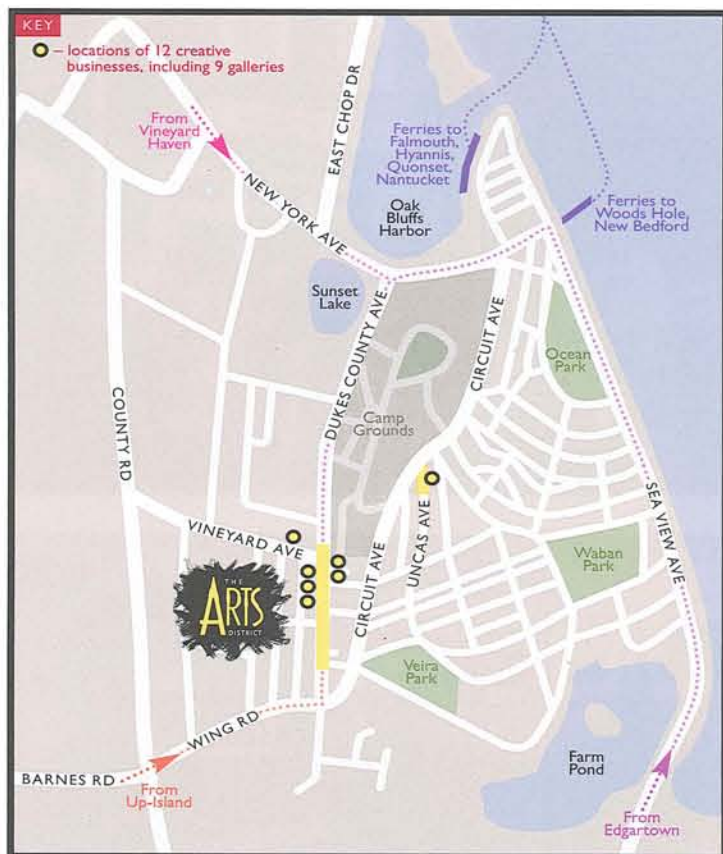 KEY
– locations of 12 creative
businesses, including 9 galleries
From
Vineyard
Haven
NEW YORK AVE
EAST CHOP DR
Ferries to
Falmouth,
Hyannis,
Quonset,
Nantucket
Oak
Bluffs
Harbor
Ferries to
Woods Hole,
New Bedford
Sunset
Lake
DUKES COUNTY AVE
CIRCUIT AVE
Ocean
Park
COUNTY RD
Camp
Grounds
SEA VIEW AVE
VINEYARD AVE
UNCAS AVE
CIRCUIT AVE
Waban
Park
THE
ARTS
DISTRICT
Veira
Park
WING RD
Farm
Pond
BARNES RD
From
Up-Island
From
Edgartown